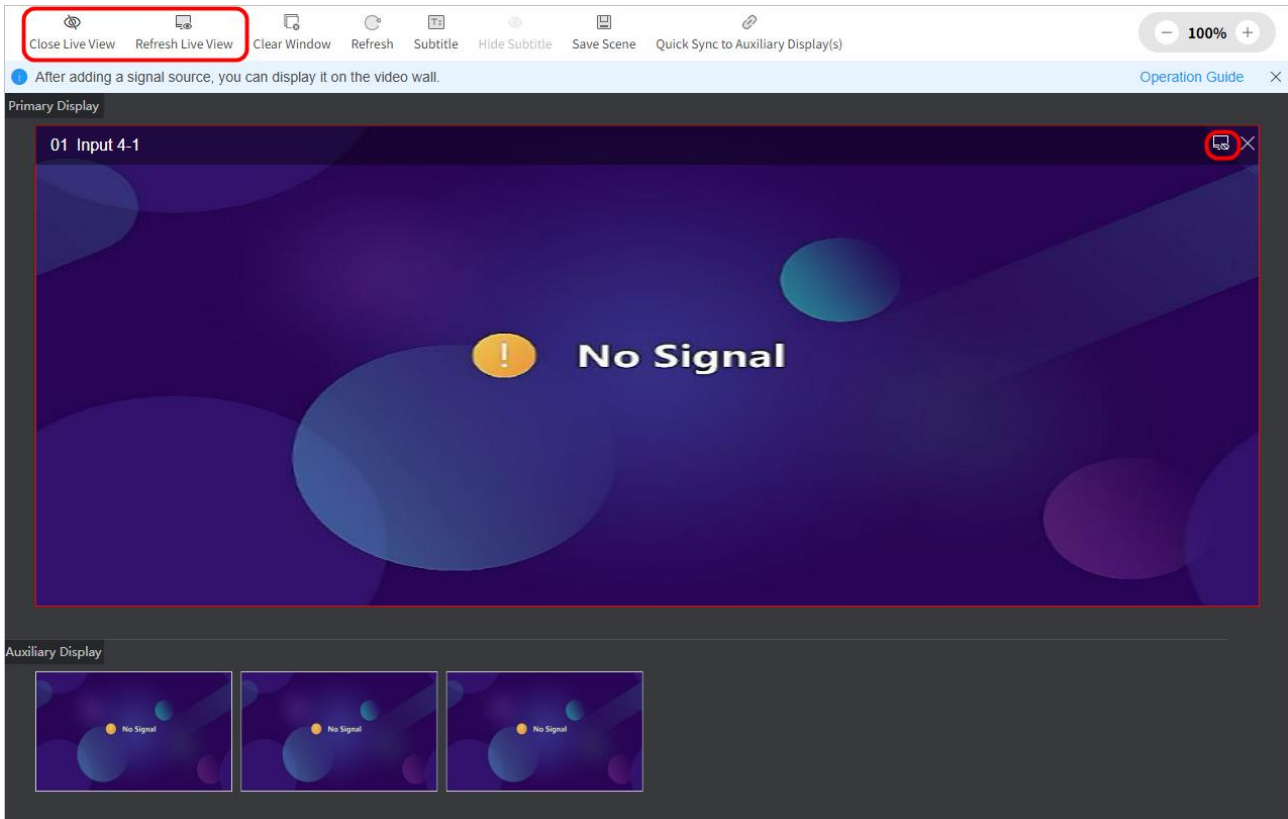 Close Live View Refresh Live View Clear Window Refresh Subtitle Hide Subtitle Save Scene Quick Sync to Auxiliary Display(s) − 100% +
After adding a signal source, you can display it on the video wall. Operation Guide
Primary Display
01 Input 4-1
! No Signal
Auxiliary Display
No Signal No Signal No Signal